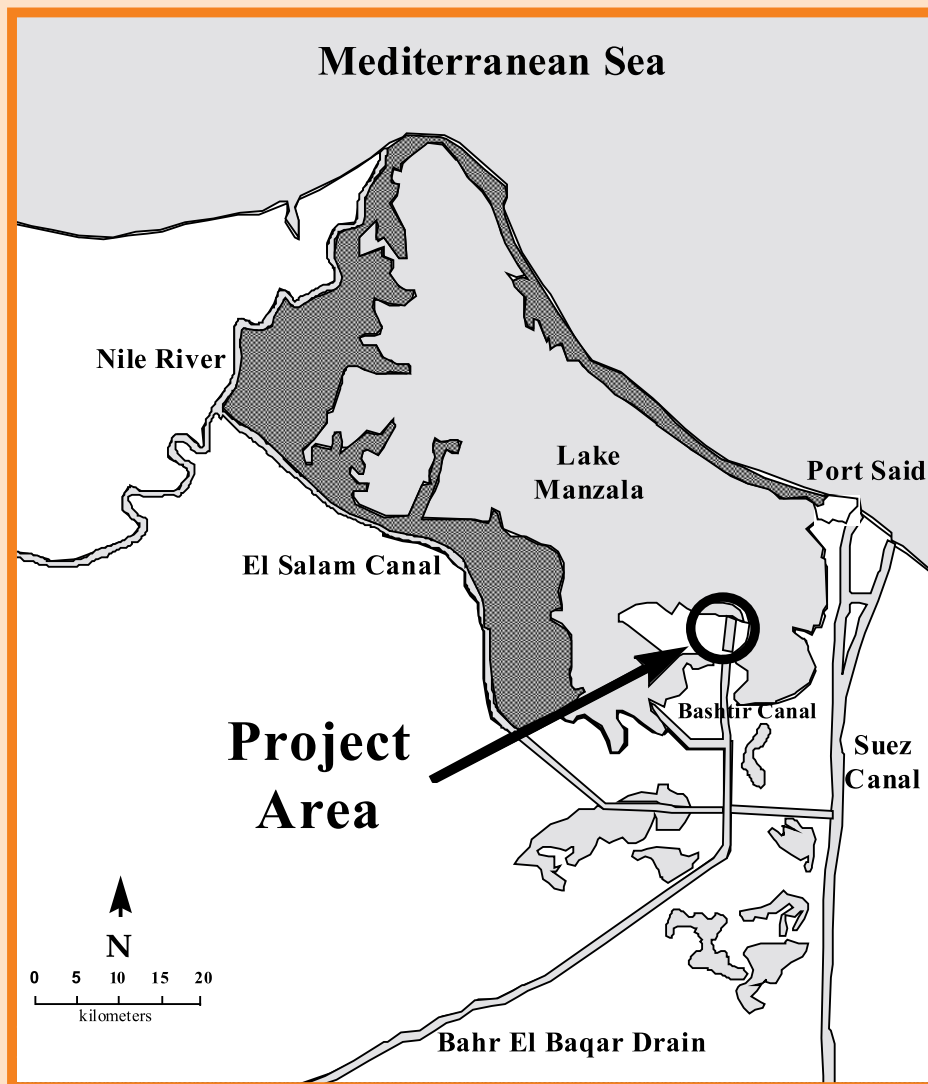 Mediterranean Sea
Nile River
Lake
Manzala
Port Said
El Salam Canal
Bashtir Canal
Project
Area
Suez
Canal
N
0 5 10 15 20
kilometers
Bahr El Baqar Drain